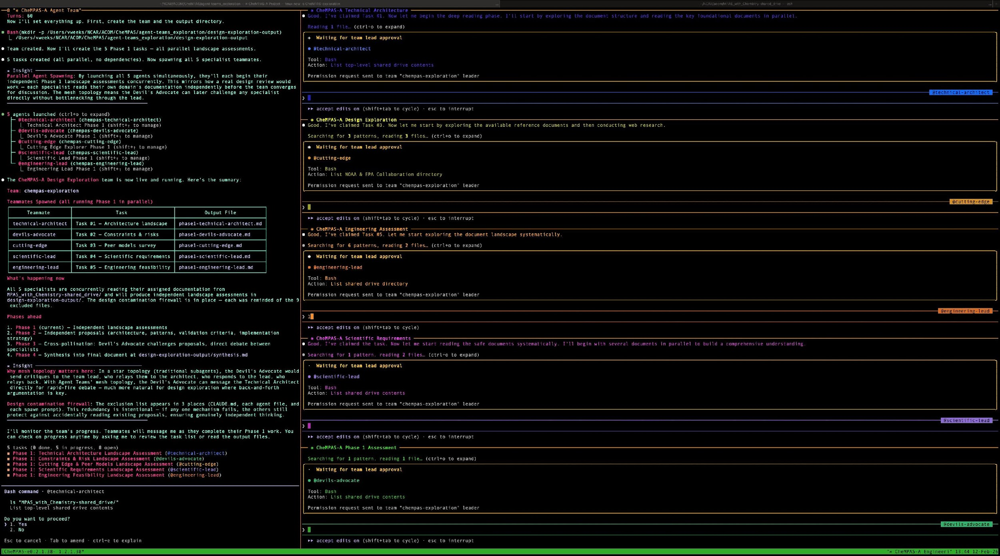 ~/NCAR/ACOM/CheMPAS/agent-teams_exploration — ✳ CheMPAS-A Project — tmux new -s CheMPAS-exploration
~/NCAR/acom/MPAS_with_Chemistry-shared_drive — -zsh
0 "✳ CheMPAS-A Agent Team"
Turns: 60
Now I'll set everything up. First, create the team and the output directory.
Bash(mkdir -p /Users/vweeks/NCAR/ACOM/CheMPAS/agent-teams_exploration/design-exploration-output)
/Users/vweeks/NCAR/ACOM/CheMPAS/agent-teams_exploration/design-exploration-output
Team created. Now I'll create the 5 Phase 1 tasks — all parallel landscape assessments.
5 tasks created (all parallel, no dependencies). Now spawning all 5 specialist teammates.
★ Insight
Parallel Agent Spawning: By launching all 5 agents simultaneously, they'll each begin their
independent Phase 1 landscape assessments concurrently. This mirrors how a real design review would
work — each specialist reads their own domain's documentation independently before the team converges
for discussion. The mesh topology means the Devil's Advocate can later challenge any specialist
directly without bottlenecking through the lead.
5 agents launched (ctrl+o to expand)
@technical-architect (chempas-technical-architect)
Technical Architect Phase 1 (shift+↑ to manage)
@devils-advocate (chempas-devils-advocate)
Devil's Advocate Phase 1 (shift+↑ to manage)
@cutting-edge (chempas-cutting-edge)
Cutting Edge Explorer Phase 1 (shift+↑ to manage)
@scientific-lead (chempas-scientific-lead)
Scientific Lead Phase 1 (shift+↑ to manage)
@engineering-lead (chempas-engineering-lead)
Engineering Lead Phase 1 (shift+↑ to manage)
The CheMPAS-A Design Exploration team is now live and running. Here's the summary:
Team: chempas-exploration
Teammates Spawned (all running Phase 1 in parallel)
Teammate Task Output File
technical-architect Task #1 — Architecture landscape phase1-technical-architect.md
devils-advocate Task #2 — Constraints & risks phase1-devils-advocate.md
cutting-edge Task #3 — Peer models survey phase1-cutting-edge.md
scientific-lead Task #4 — Scientific requirements phase1-scientific-lead.md
engineering-lead Task #5 — Engineering feasibility phase1-engineering-lead.md
What's happening now
All 5 specialists are concurrently reading their assigned documentation from
MPAS_with_Chemistry-shared_drive/ and will produce independent landscape assessments in
design-exploration-output/. The design contamination firewall is in place — each was reminded of the 9
excluded files.
Phases ahead
1. Phase 1 (current) — Independent landscape assessments
2. Phase 2 — Independent proposals (architecture, patterns, validation criteria, implementation
strategy)
3. Phase 3 — Cross-pollination: Devil's Advocate challenges proposals, direct debate between
specialists
4. Phase 4 — Synthesis into final document at design-exploration-output/synthesis.md
★ Insight
Why mesh topology matters here: In a star topology (traditional subagents), the Devil's Advocate would
send critiques to the team lead, who relays them to the architect, who responds to the lead, who
relays back. With Agent Teams' mesh topology, the Devil's Advocate can message the Technical Architect
directly for rapid-fire debate — much more natural for design exploration where back-and-forth
argumentation is key.
Design contamination firewall: The exclusion list appears in 3 places (CLAUDE.md, each agent file, and
each spawn prompt). This redundancy is intentional — if any one mechanism fails, the others still
protect against accidentally reading existing proposals, ensuring genuinely independent thinking.
I'll monitor the team's progress. Teammates will message me as they complete their Phase 1 work. You
can check on progress anytime by asking me to review the task list or read the output files.
5 tasks (0 done, 5 in progress, 0 open)
Phase 1: Technical Architecture Landscape Assessment (@technical-architect)
Phase 1: Constraints & Risk Landscape Assessment (@devils-advocate)
Phase 1: Cutting Edge & Peer Models Landscape Assessment (@cutting-edge)
Phase 1: Scientific Requirements Landscape Assessment (@scientific-lead)
Phase 1: Engineering Feasibility Landscape Assessment (@engineering-lead)
Bash command · @technical-architect
ls "MPAS_with_Chemistry-shared_drive/"
List top-level shared drive contents
Do you want to proceed?
❯ 1. Yes
2. No
Esc to cancel · Tab to amend · ctrl+e to explain
✳ CheMPAS-A Technical Architecture
Good, I've claimed Task #1. Now let me begin the deep reading phase. I'll start by exploring the document structure and reading the key foundational documents in parallel.
Reading 1 file… (ctrl+o to expand)
Waiting for team lead approval
@technical-architect
Tool: Bash
Action: List top-level shared drive contents
Permission request sent to team "chempas-exploration" leader
@technical-architect
❯
▸▸ accept edits on (shift+tab to cycle) · esc to interrupt
✳ CheMPAS-A Design Exploration
Good, I've claimed Task #3. Now let me start by exploring the available reference documents and then conducting web research.
Searching for 3 patterns, reading 3 files… (ctrl+o to expand)
Waiting for team lead approval
@cutting-edge
Tool: Bash
Action: List NOAA & EPA Collaboration directory
Permission request sent to team "chempas-exploration" leader
@cutting-edge
❯
▸▸ accept edits on (shift+tab to cycle) · esc to interrupt
✳ CheMPAS-A Engineering Assessment
Good, I've claimed Task #5. Let me start exploring the document landscape systematically.
Searching for 6 patterns, reading 2 files… (ctrl+o to expand)
Waiting for team lead approval
@engineering-lead
Tool: Bash
Action: List shared drive directory
Permission request sent to team "chempas-exploration" leader
@engineering-lead
❯ 1
▸▸ accept edits on (shift+tab to cycle)
✳ CheMPAS-A Scientific Requirements
Good, I've claimed the task. Now let me start reading the safe documents systematically. I'll begin with several documents in parallel to build a comprehensive understanding.
Searching for 1 pattern, reading 2 files… (ctrl+o to expand)
Waiting for team lead approval
@scientific-lead
Tool: Bash
Action: List shared drive contents
Permission request sent to team "chempas-exploration" leader
@scientific-lead
❯
▸▸ accept edits on (shift+tab to cycle) · esc to interrupt
✳ CheMPAS-A Phase 1 Assessment
Searching for 1 pattern, reading 1 file… (ctrl+o to expand)
Waiting for team lead approval
@devils-advocate
Tool: Bash
Action: List shared drive contents
Permission request sent to team "chempas-exploration" leader
@devils-advocate
❯
▸▸ accept edits on (shift+tab to cycle) · esc to interrupt
[CheMPAS-e0:2.1.38- 1:2.1.38* "✳ CheMPAS-A Engineeri" 13:44 12-Feb-26